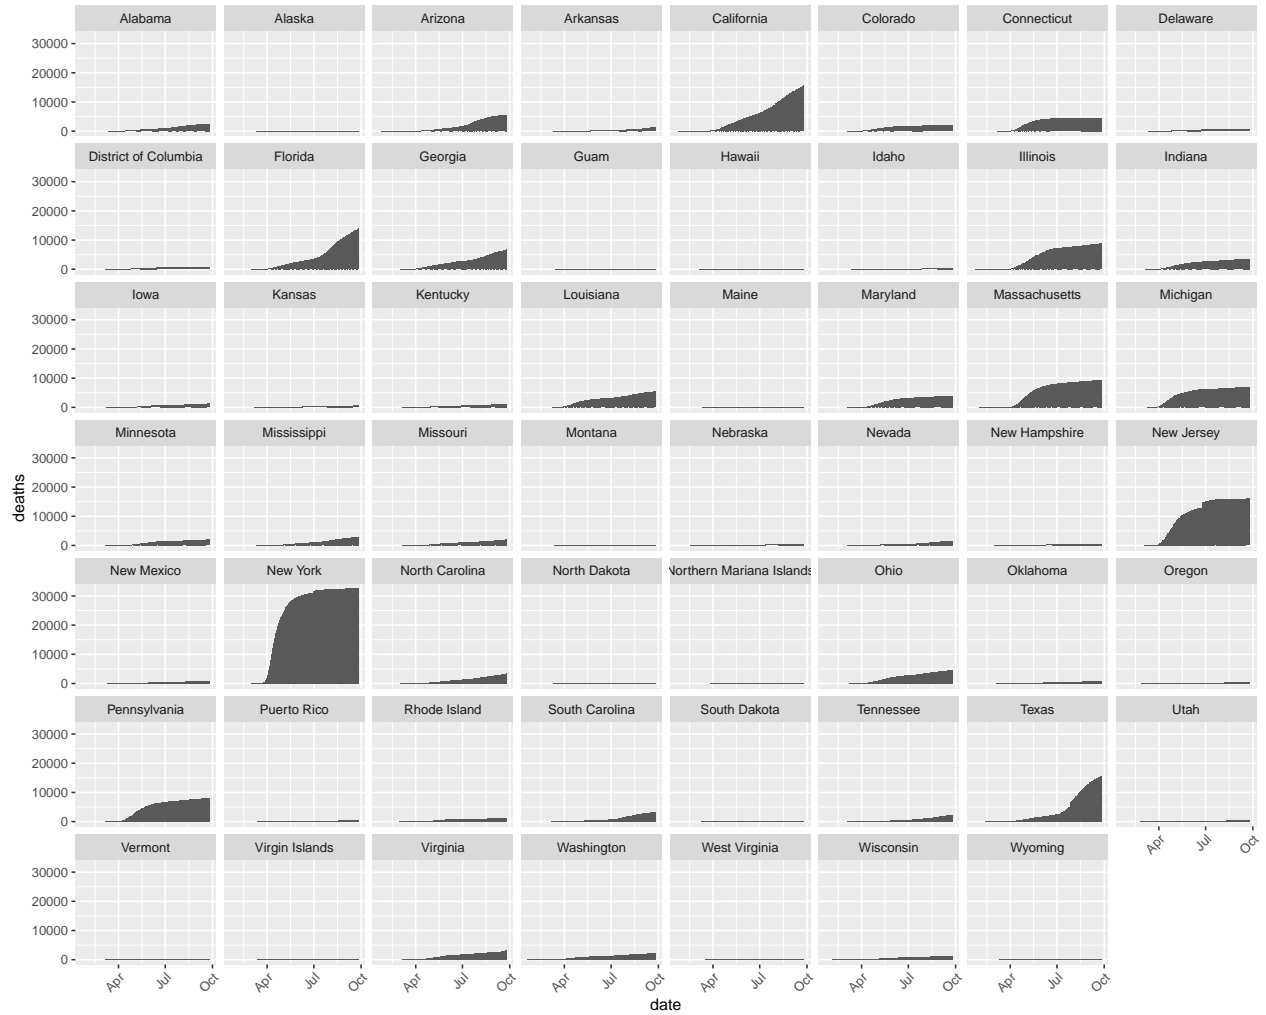 Alabama Alaska Arizona Arkansas California Colorado Connecticut Delaware
30000
20000
10000
0
District of Columbia Florida Georgia Guam Hawaii Idaho Illinois Indiana
30000
20000
10000
0
Iowa Kansas Kentucky Louisiana Maine Maryland Massachusetts Michigan
30000
20000
10000
0
Minnesota Mississippi Missouri Montana Nebraska Nevada New Hampshire New Jersey
30000
20000
10000
0
deaths
New Mexico New York North Carolina North Dakota Northern Mariana Islands Ohio Oklahoma Oregon
30000
20000
10000
0
Pennsylvania Puerto Rico Rhode Island South Carolina South Dakota Tennessee Texas Utah
30000
20000
10000
0
Apr Jul Oct
Vermont Virgin Islands Virginia Washington West Virginia Wisconsin Wyoming
30000
20000
10000
0
Apr Jul Oct Apr Jul Oct Apr Jul Oct Apr Jul Oct Apr Jul Oct Apr Jul Oct Apr Jul Oct
date